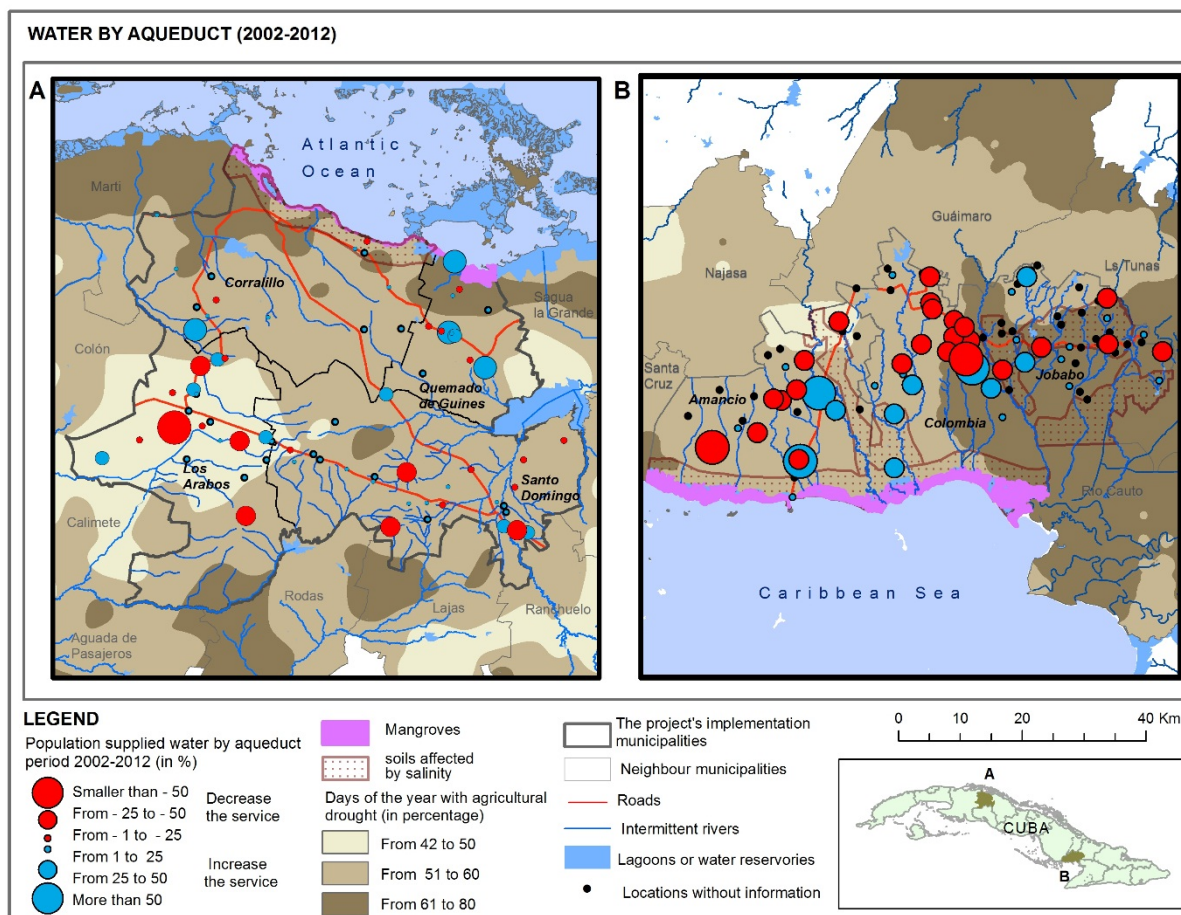 WATER BY AQUEDUCT (2002-2012)
A
Atlantic
Ocean
Marti
Corralillo
Sagua
la Grande
Colón
Quemado
de Guines
Los
Arabos
Santo
Domingo
Calimete
Rodas
Lajas
Ranchuelo
Aguada de
Pasajeros
B
Guáimaro
Najasa
Ls Tunas
Santa
Cruz
Amancio
Jobabo
Colombia
Rio Cauto
Caribbean Sea
LEGEND
Population supplied water by aqueduct
period 2002-2012 (in %)
Smaller than - 50
From - 25 to - 50
From - 1 to - 25
From 1 to 25
From 25 to 50
More than 50
Decrease
the service
Increase
the service
Mangroves
soils affected
by salinity
Days of the year with agricultural
drought (in percentage)
From 42 to 50
From 51 to 60
From 61 to 80
The project's implementation
municipalities
Neighbour municipalities
Roads
Intermittent rivers
Lagoons or water reservories
Locations without information
0 10 20 40 Km
A
CUBA
B